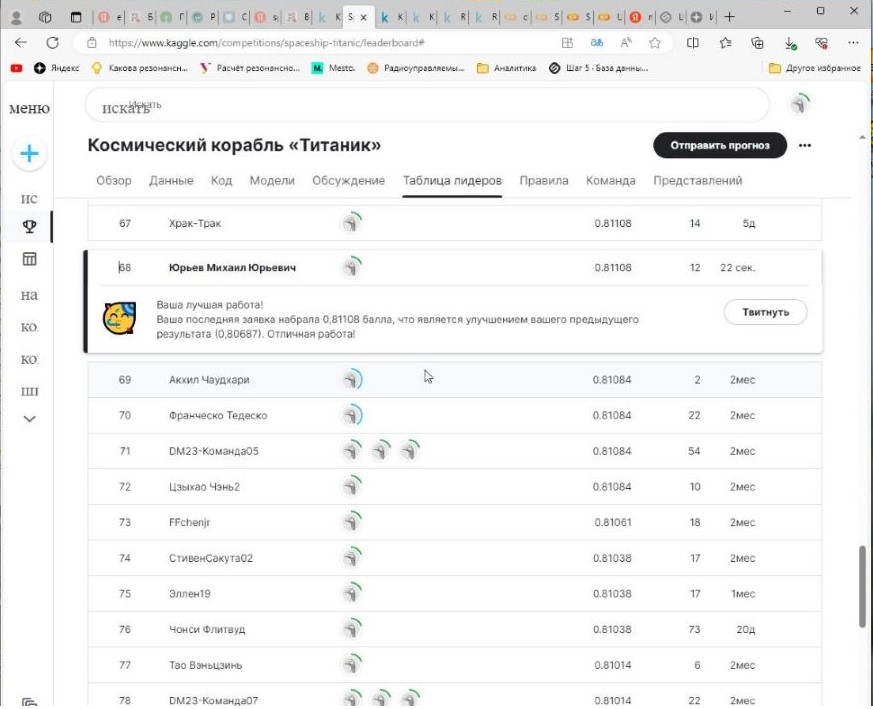 https://www.kaggle.com/competitions/spaceship-titanic/leaderboard#
Яндекс
Какова резонансн...
Расчёт резонансно...
Mesto.
Радиоуправляемы...
Аналитика
Шаг 5 · База данны...
Другое избранное
меню
искать
Искать
Космический корабль «Титаник»
Отправить прогноз
Обзор Данные Код Модели Обсуждение Таблица лидеров Правила Команда Представлений
ис
на
ко.
ко
67 Храк-Трак 0.81108 14 5д
68 Юрьев Михаил Юрьевич 0.81108 12 22 сек.
Ваша лучшая работа!
Ваша последняя заявка набрала 0,81108 балла, что является улучшением вашего предыдущего
результата (0,80687). Отличная работа!
Твитнуть
69 Акхил Чаудхари 0.81084 2 2мес
70 Франческо Тедеско 0.81084 22 2мес
71 DM23-Команда05 0.81084 54 2мес
72 Цзыхао Чэнь2 0.81084 10 2мес
73 FFchenjr 0.81061 18 2мес
74 СтивенСакута02 0.81038 17 2мес
75 Эллен19 0.81038 17 1мес
76 Чонси Флитвуд 0.81038 73 20д
77 Тао Вэньцзинь 0.81014 6 2мес
78 DM23-Команда07 0.81014 22 2мес